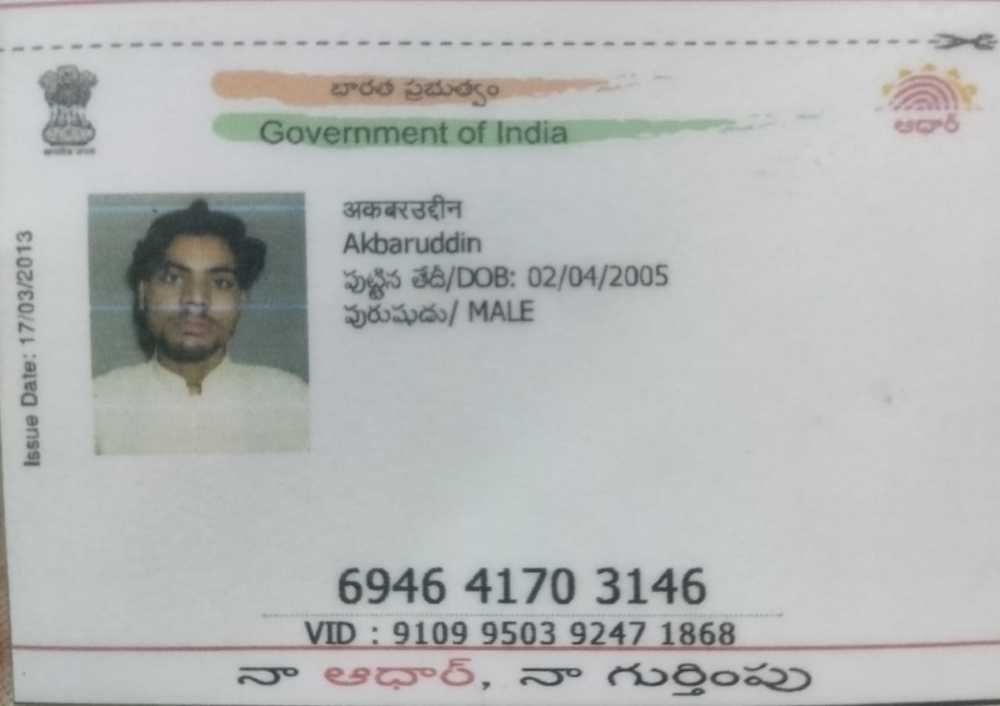 భారత ప్రభుత్వం
Government of India
ఆధార్
Issue Date: 17/03/2013
अकबरउद्दीन
Akbaruddin
పుట్టిన తేదీ/DOB: 02/04/2005
పురుషుడు/ MALE
6946 4170 3146
VID : 9109 9503 9247 1868
నా ఆధార్, నా గుర్తింపు